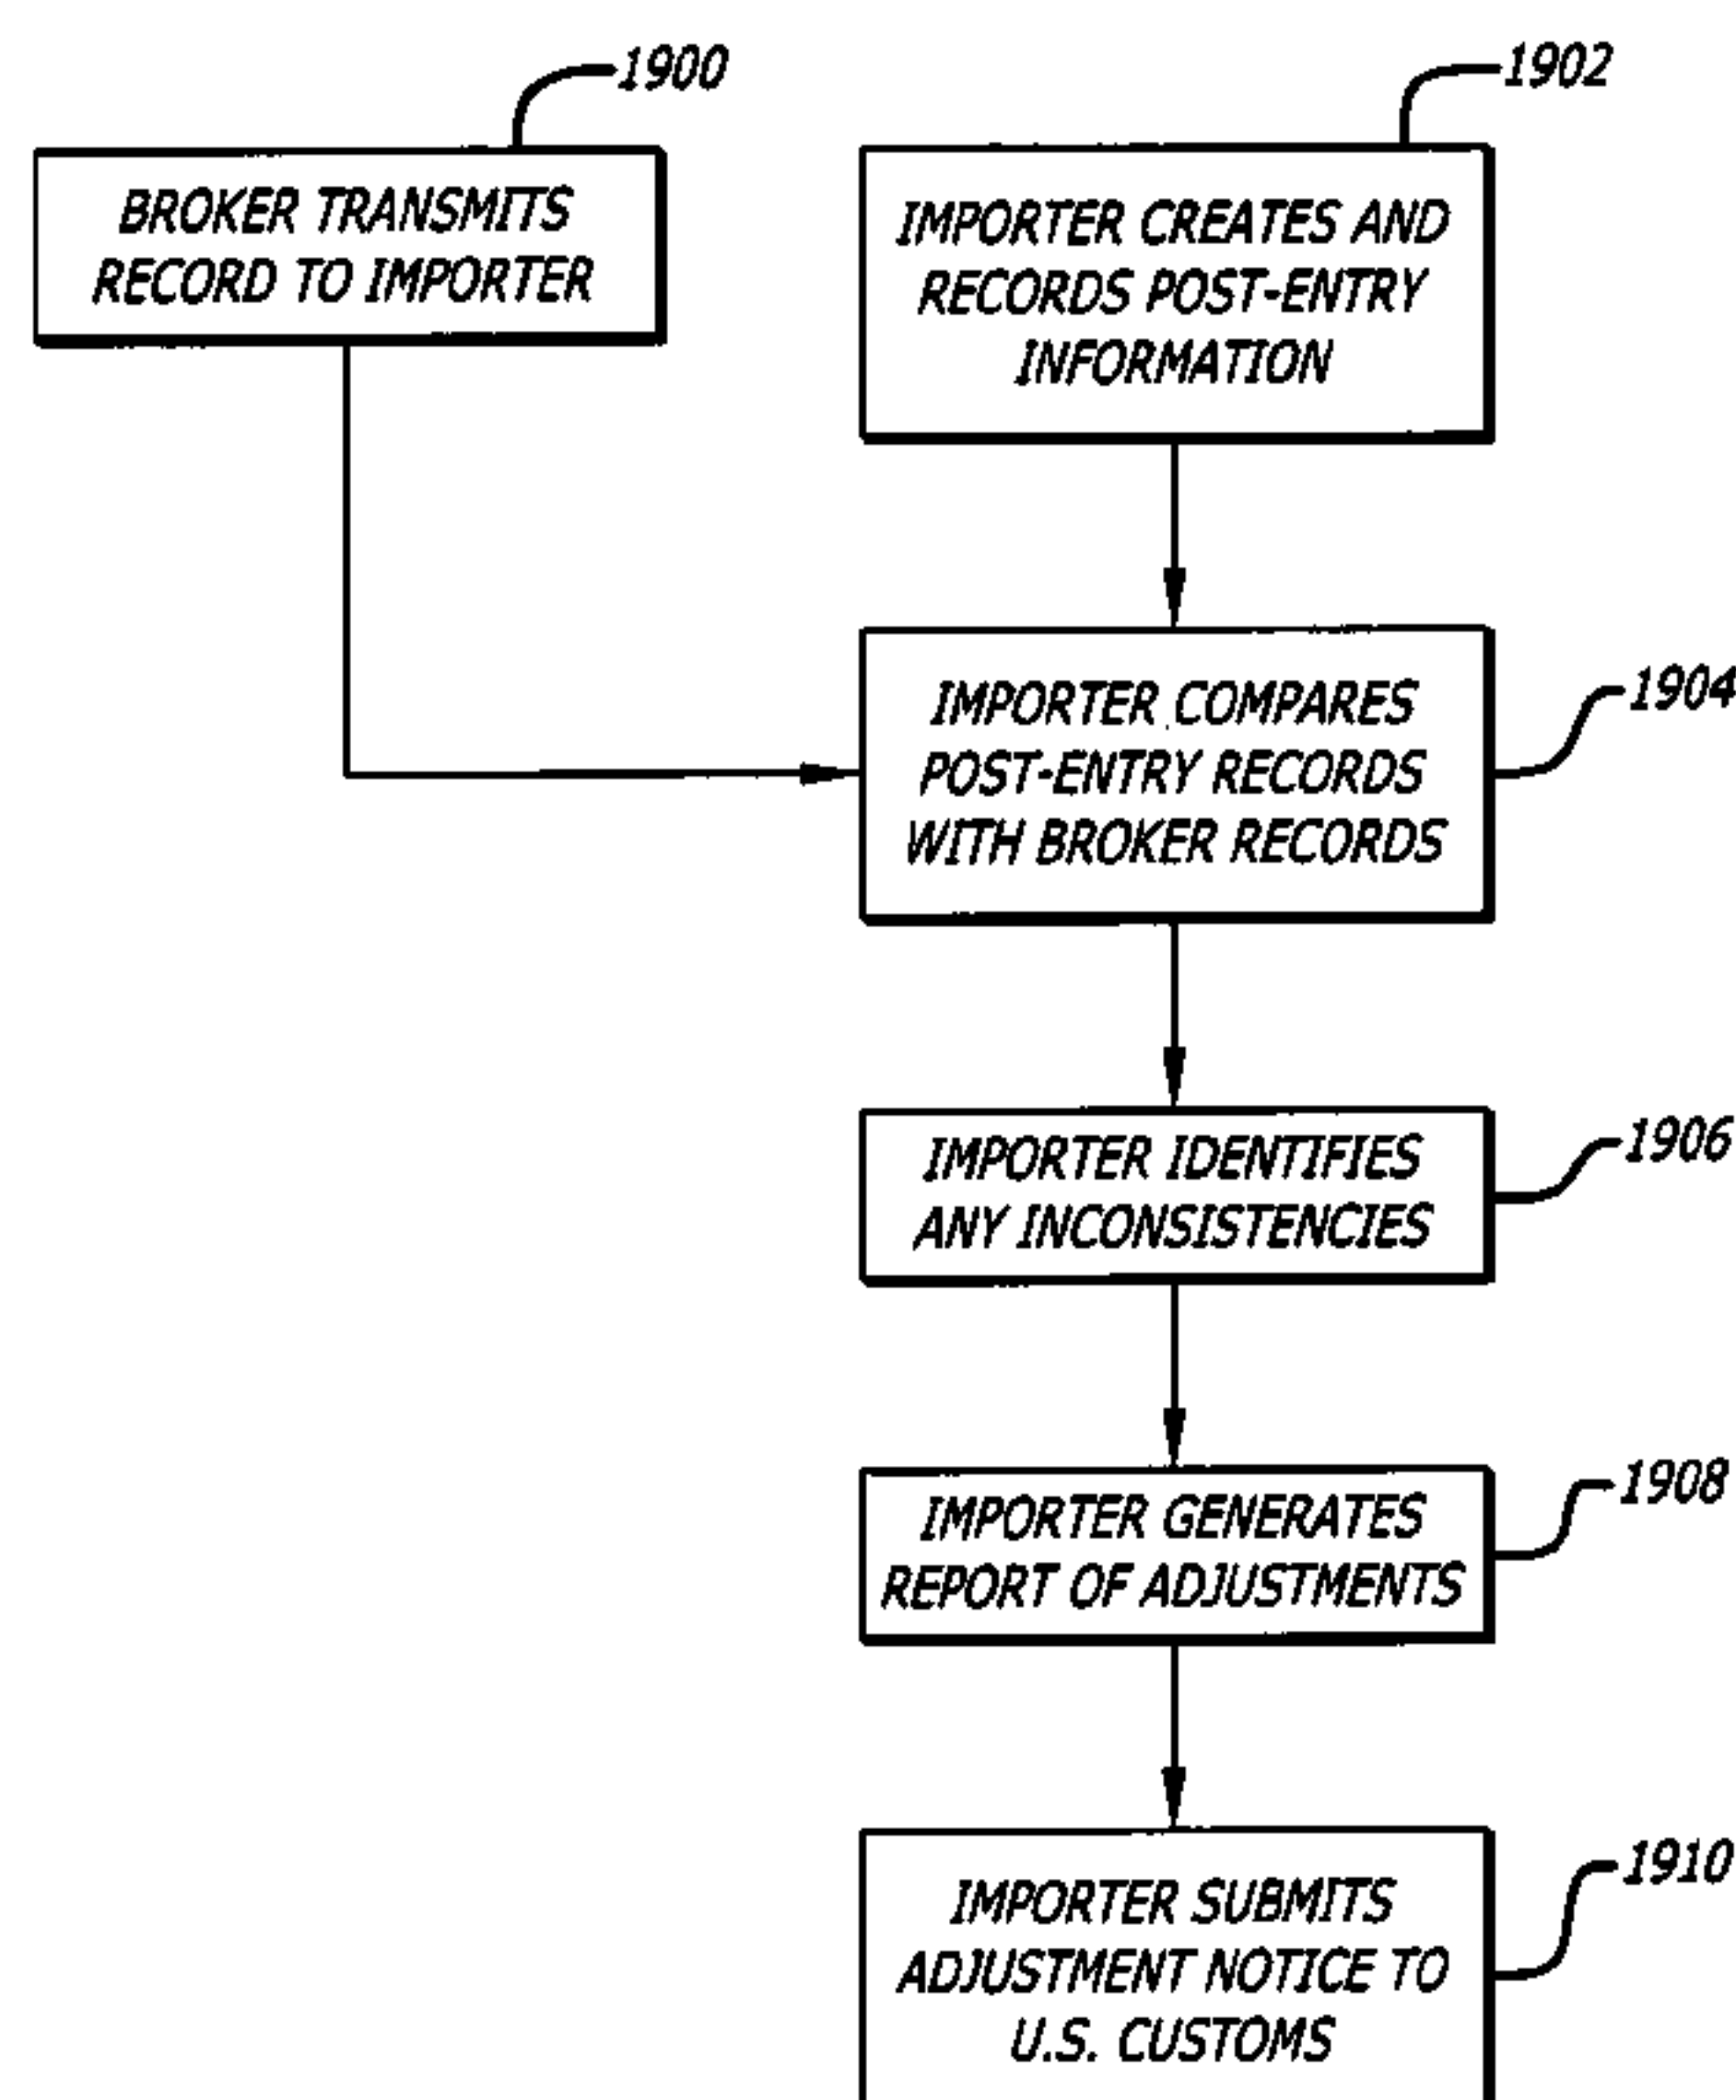 1900
BROKER TRANSMITS
RECORD TO IMPORTER
1902
IMPORTER CREATES AND
RECORDS POST-ENTRY
INFORMATION
1904
IMPORTER COMPARES
POST-ENTRY RECORDS
WITH BROKER RECORDS
1906
IMPORTER IDENTIFIES
ANY INCONSISTENCIES
1908
IMPORTER GENERATES
REPORT OF ADJUSTMENTS
1910
IMPORTER SUBMITS
ADJUSTMENT NOTICE TO
U.S. CUSTOMS